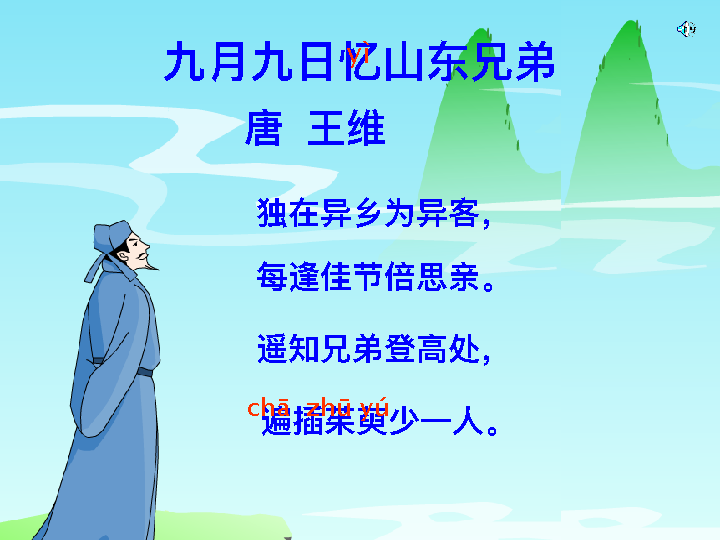 yì
九月九日忆山东兄弟
唐 王维
独在异乡为异客，
每逢佳节倍思亲。
遥知兄弟登高处，
chā zhū yú
遍插茱萸少一人。